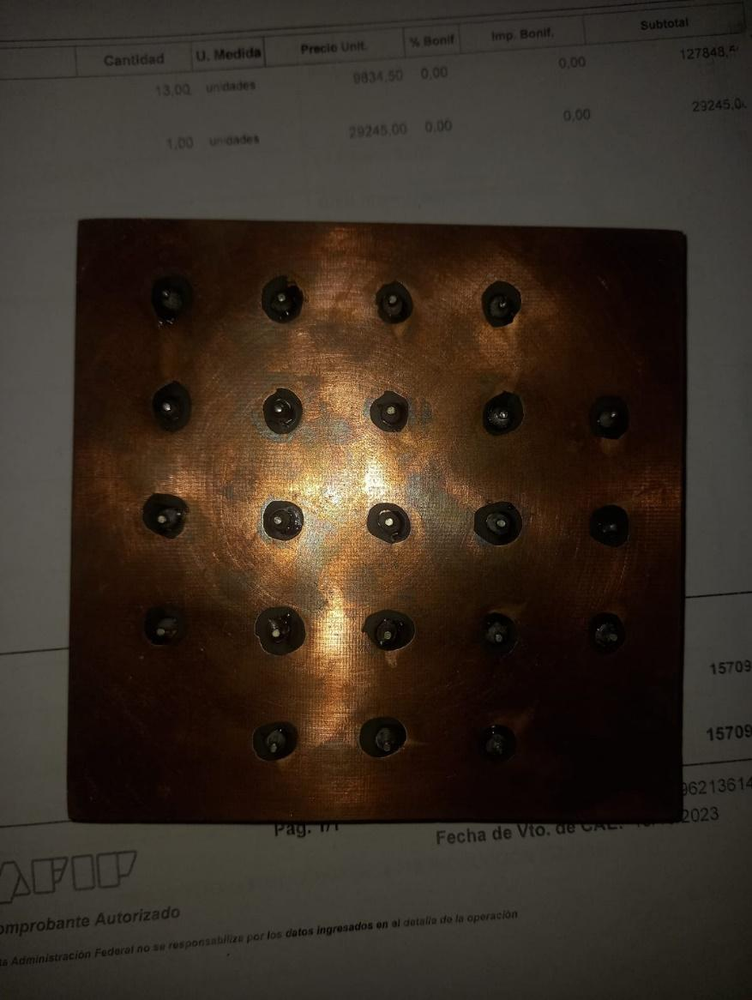 Cantidad U. Medida Precio Unit. % Bonif Imp. Bonif. Subtotal
13,00 unidades 9834,50 0,00 0,00 127848,5
1,00 unidades 29245,00 0,00 0,00 29245,0
15709
15709
96213614
Pág. 1/1
Fecha de Vto. de CAE: 2023
AFIP
omprobante Autorizado
ta Administración Federal no se responsabiliza por los datos ingresados en el detalle de la operación